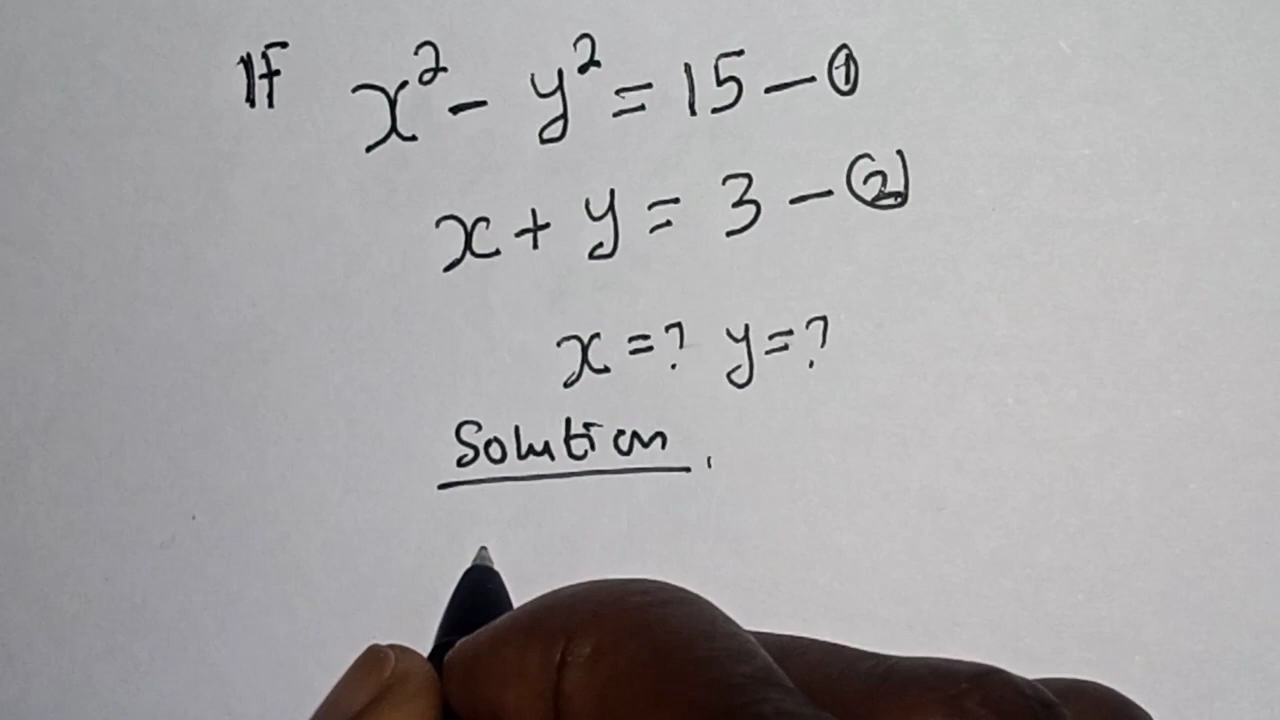 If x² - y² = 15 - ①
x + y = 3 - ②
x = ? y = ?
Solution.